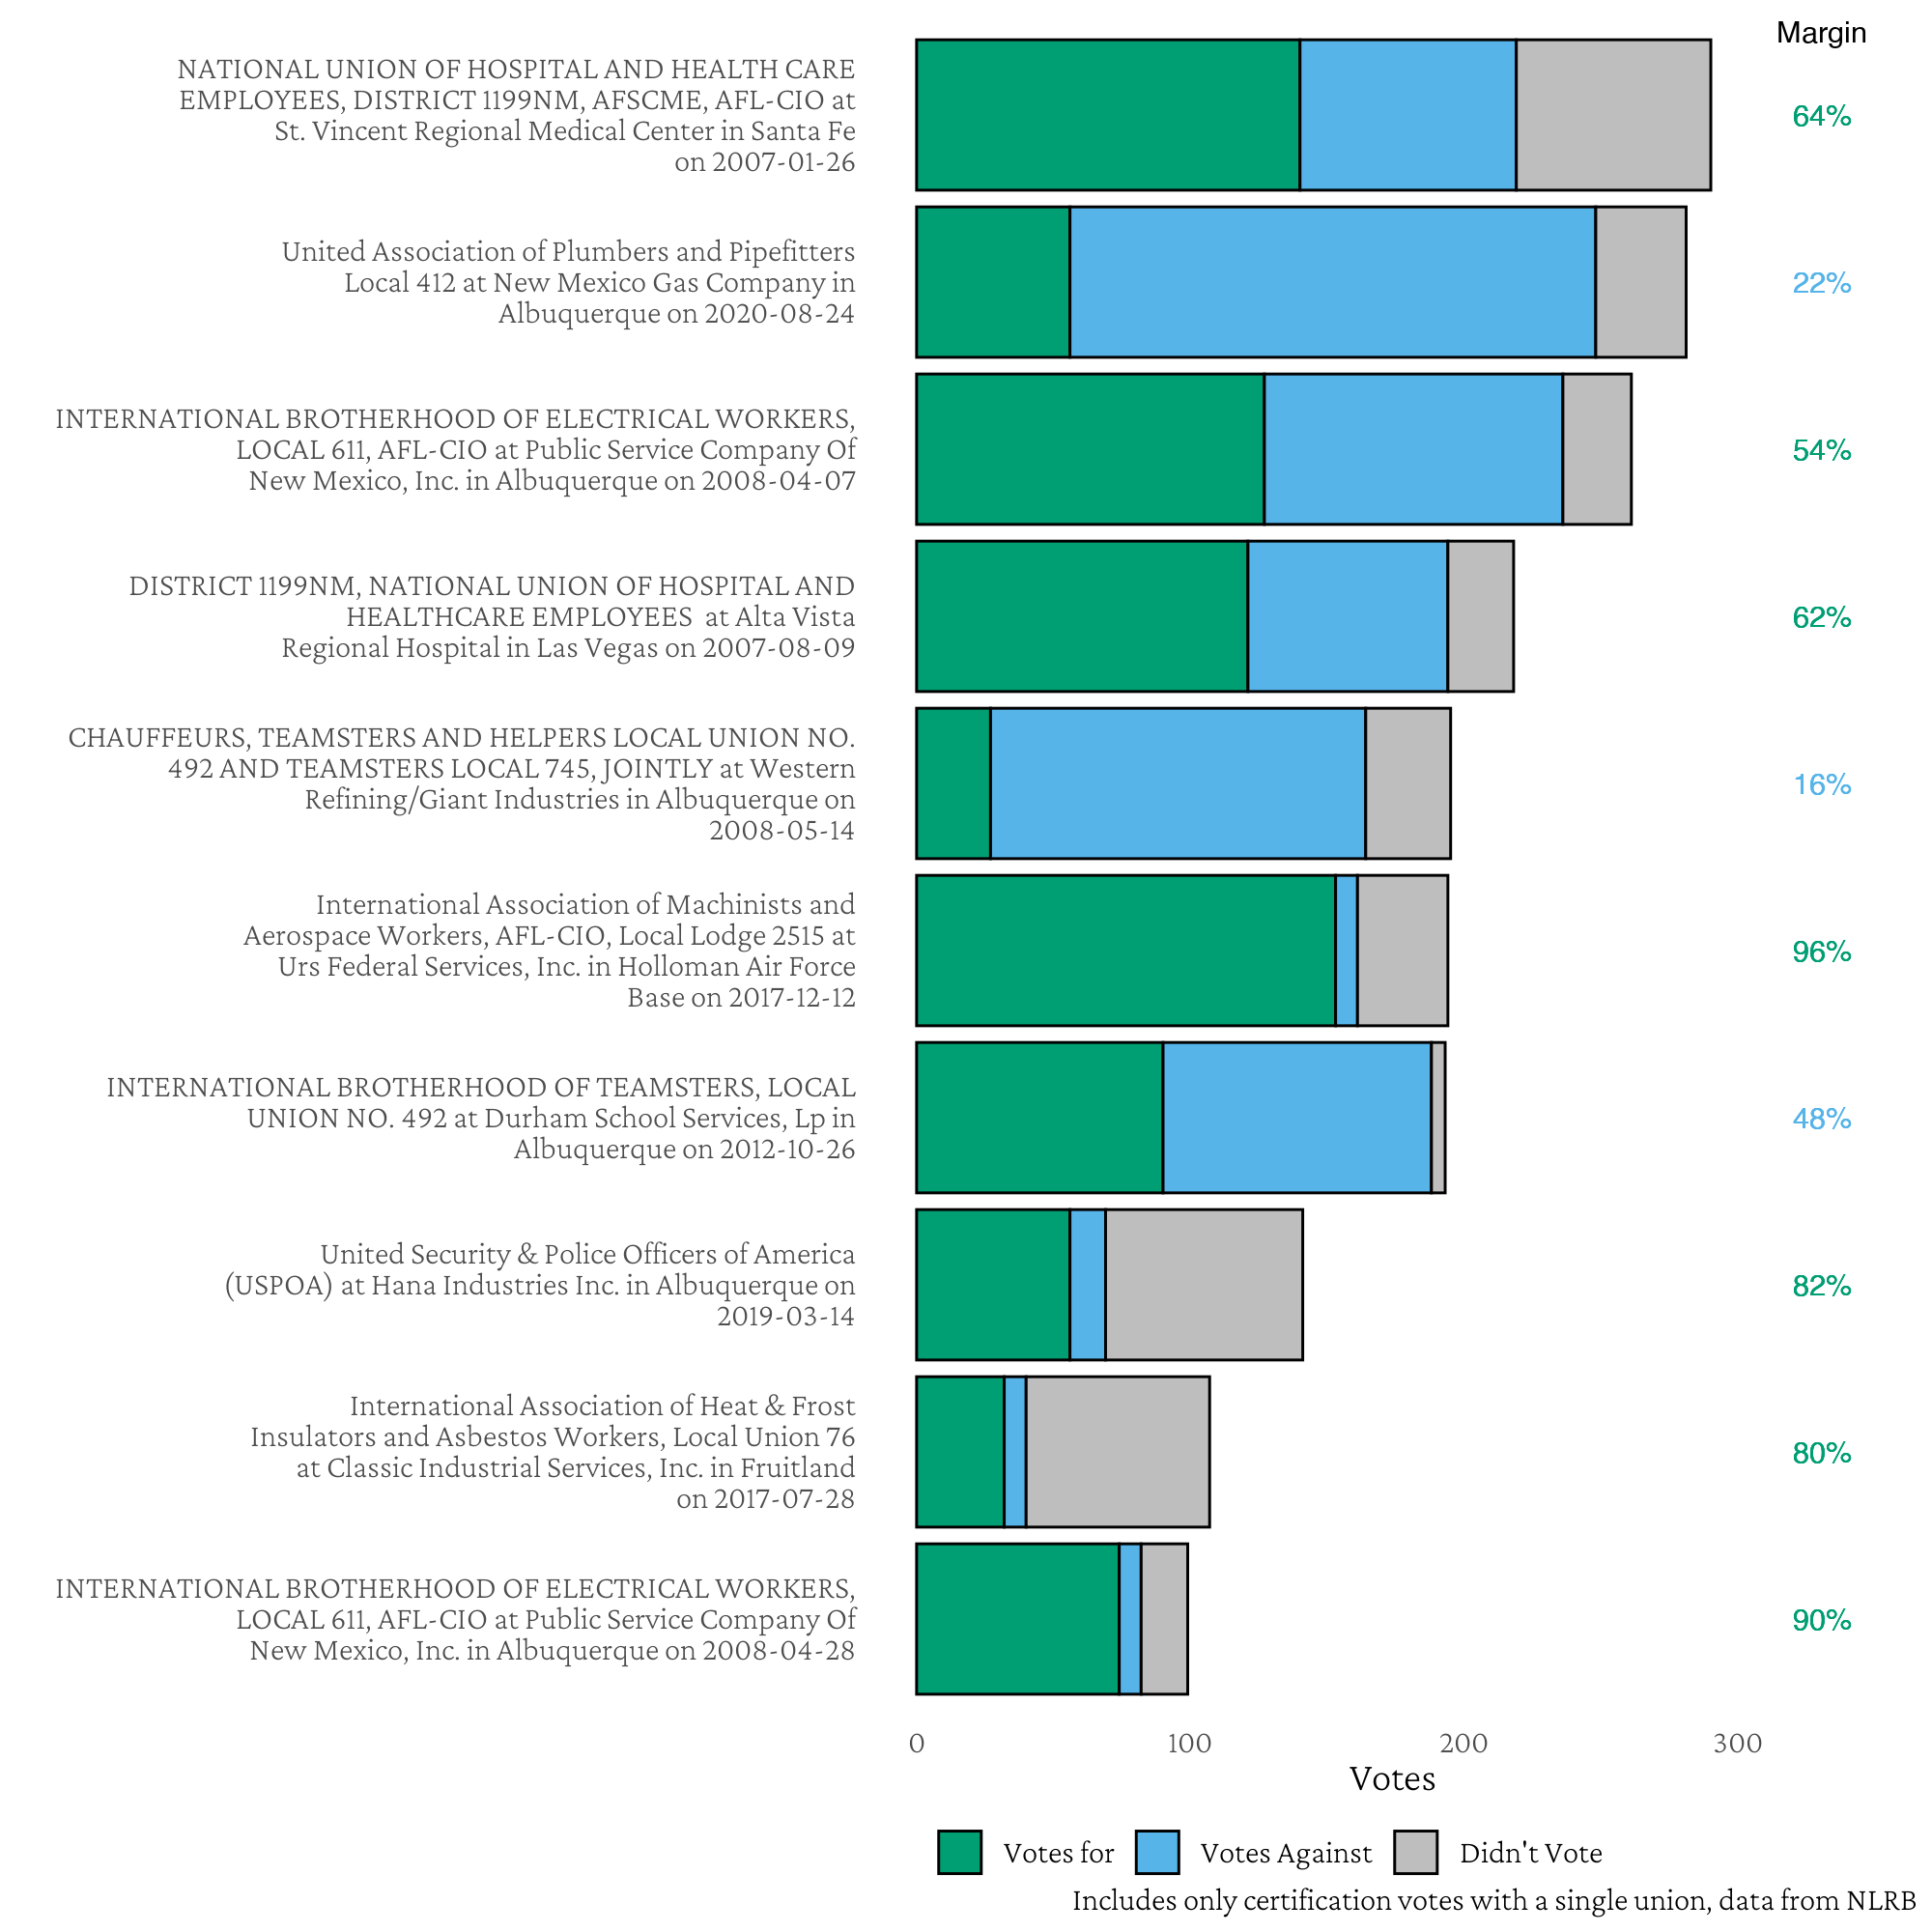 Margin
NATIONAL UNION OF HOSPITAL AND HEALTH CARE
EMPLOYEES, DISTRICT 1199NM, AFSCME, AFL-CIO at
St. Vincent Regional Medical Center in Santa Fe
on 2007-01-26
64%
United Association of Plumbers and Pipefitters
Local 412 at New Mexico Gas Company in
Albuquerque on 2020-08-24
22%
INTERNATIONAL BROTHERHOOD OF ELECTRICAL WORKERS,
LOCAL 611, AFL-CIO at Public Service Company Of
New Mexico, Inc. in Albuquerque on 2008-04-07
54%
DISTRICT 1199NM, NATIONAL UNION OF HOSPITAL AND
HEALTHCARE EMPLOYEES  at Alta Vista
Regional Hospital in Las Vegas on 2007-08-09
62%
CHAUFFEURS, TEAMSTERS AND HELPERS LOCAL UNION NO.
492 AND TEAMSTERS LOCAL 745, JOINTLY at Western
Refining/Giant Industries in Albuquerque on
2008-05-14
16%
International Association of Machinists and
Aerospace Workers, AFL-CIO, Local Lodge 2515 at
Urs Federal Services, Inc. in Holloman Air Force
Base on 2017-12-12
96%
INTERNATIONAL BROTHERHOOD OF TEAMSTERS, LOCAL
UNION NO. 492 at Durham School Services, Lp in
Albuquerque on 2012-10-26
48%
United Security & Police Officers of America
(USPOA) at Hana Industries Inc. in Albuquerque on
2019-03-14
82%
International Association of Heat & Frost
Insulators and Asbestos Workers, Local Union 76
at Classic Industrial Services, Inc. in Fruitland
on 2017-07-28
80%
INTERNATIONAL BROTHERHOOD OF ELECTRICAL WORKERS,
LOCAL 611, AFL-CIO at Public Service Company Of
New Mexico, Inc. in Albuquerque on 2008-04-28
90%
0 100 200 300
Votes
Votes for Votes Against Didn't Vote
Includes only certification votes with a single union, data from NLRB